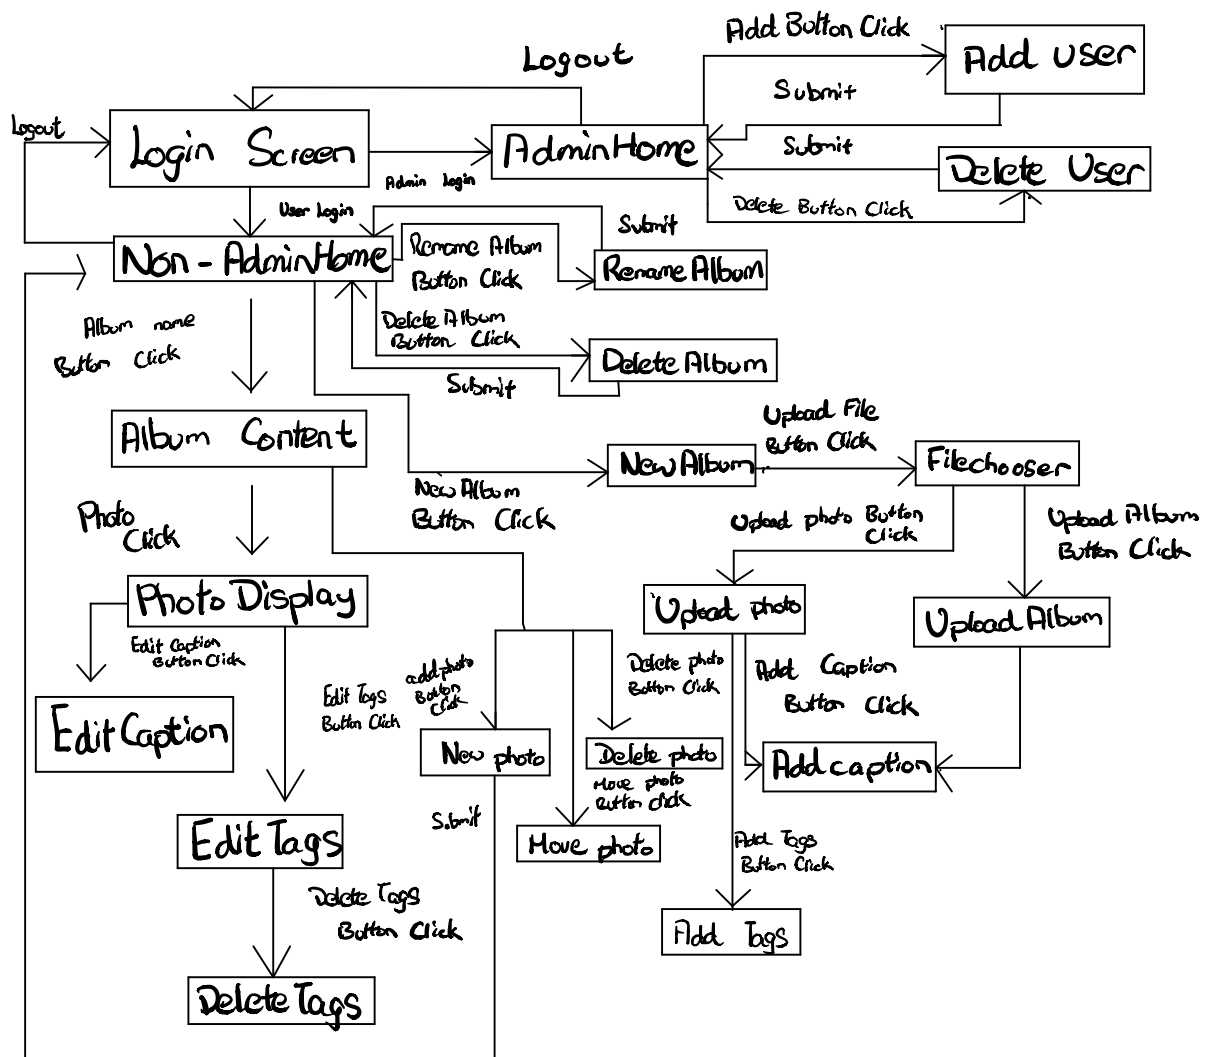 Add Button Click
Add User
Logout
Submit
Logout
Login Screen
Admin Home
Submit
Delete User
Admin Login
Delete Button Click
User Login
Submit
Non-Admin Home
Rename Album
Button Click
Rename Album
Album name
Button Click
Delete Album
Button Click
Delete Album
Submit
Album Content
Upload File
Button Click
New Album
Filechooser
New Album
Button Click
Photo
Click
Upload photo Button
Click
Upload Album
Button Click
Photo Display
Upload photo
Upload Album
Edit Caption
Button Click
add photo
Button
Click
Delete photo
Button Click
Add Caption
Button Click
Edit Tags
Button Click
Edit Caption
New photo
Delete photo
Add caption
Move photo
Button Click
Submit
Edit Tags
Move photo
Add Tags
Button Click
Delete Tags
Button Click
Add Tags
Delete Tags